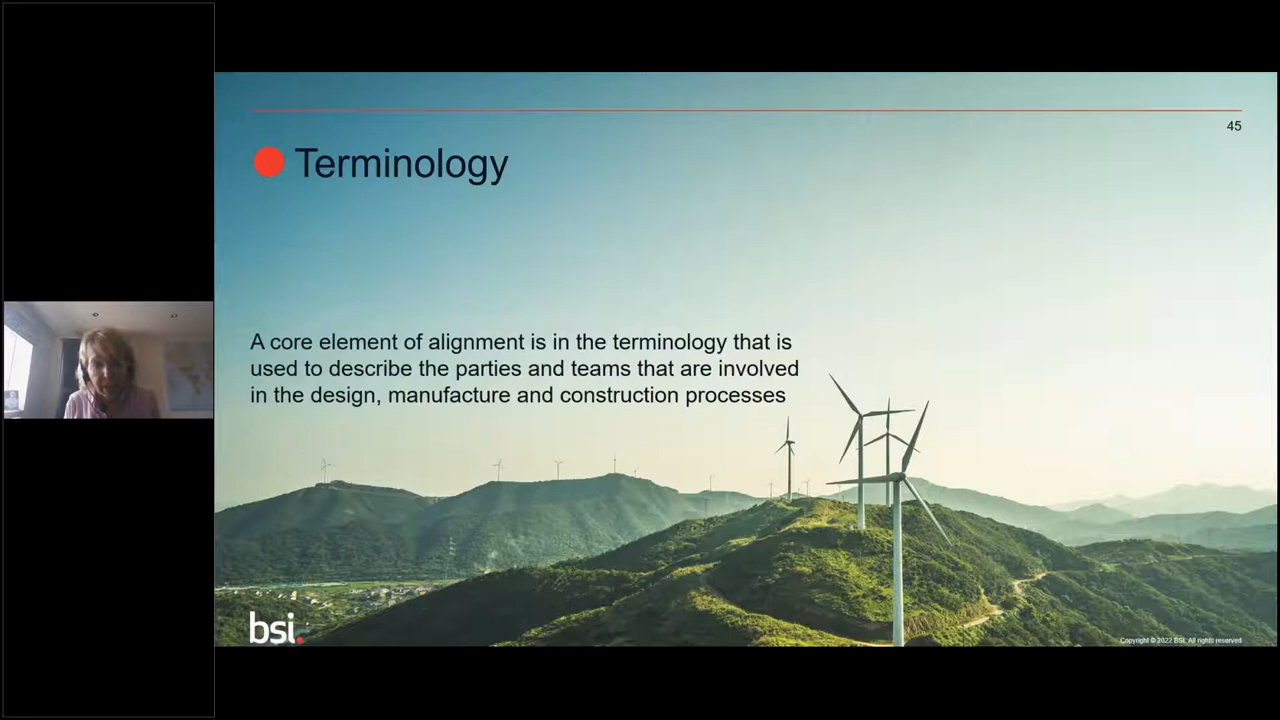 45
Terminology
A core element of alignment is in the terminology that is
used to describe the parties and teams that are involved
in the design, manufacture and construction processes
bsi.
Copyright © 2022 BSI. All rights reserved